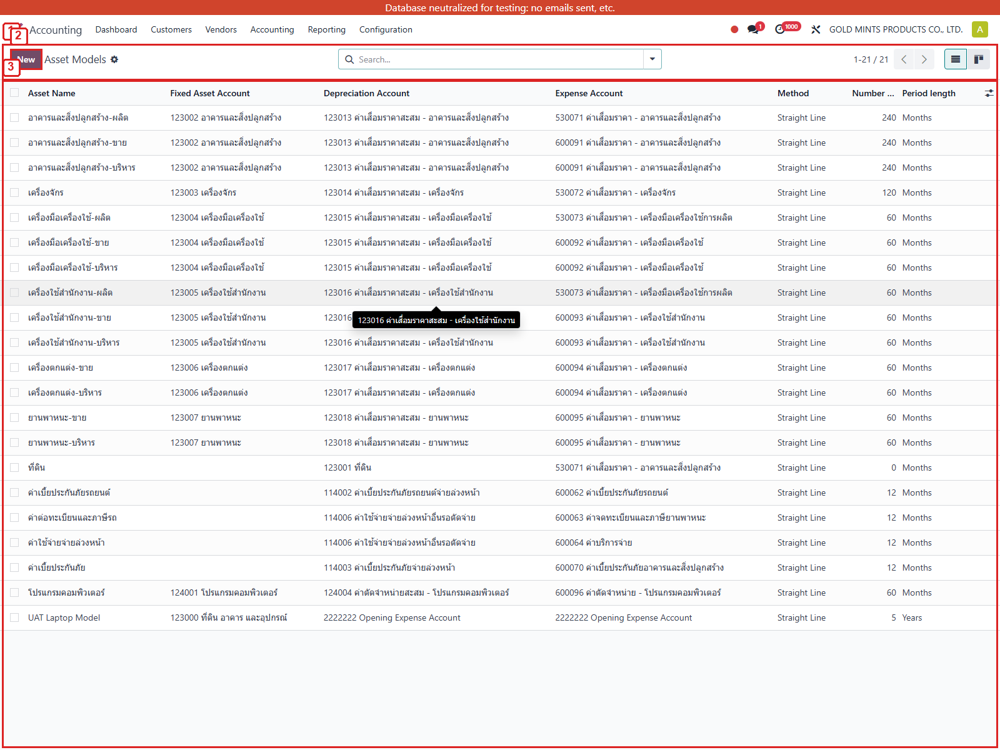 Database neutralized for testing: no emails sent, etc.
1 2 Accounting Dashboard Customers Vendors Accounting Reporting Configuration 1 1000 GOLD MINTS PRODUCTS CO., LTD. A
3 New Asset Models Search... 1-21 / 21
Asset Name Fixed Asset Account Depreciation Account Expense Account Method Number ... Period length
อาคารและสิ่งปลูกสร้าง-ผลิต 123002 อาคารและสิ่งปลูกสร้าง 123013 ค่าเสื่อมราคาสะสม - อาคารและสิ่งปลูกสร้าง 530071 ค่าเสื่อมราคา - อาคารและสิ่งปลูกสร้าง Straight Line 240 Months
อาคารและสิ่งปลูกสร้าง-ขาย 123002 อาคารและสิ่งปลูกสร้าง 123013 ค่าเสื่อมราคาสะสม - อาคารและสิ่งปลูกสร้าง 600091 ค่าเสื่อมราคา - อาคารและสิ่งปลูกสร้าง Straight Line 240 Months
อาคารและสิ่งปลูกสร้าง-บริหาร 123002 อาคารและสิ่งปลูกสร้าง 123013 ค่าเสื่อมราคาสะสม - อาคารและสิ่งปลูกสร้าง 600091 ค่าเสื่อมราคา - อาคารและสิ่งปลูกสร้าง Straight Line 240 Months
เครื่องจักร 123003 เครื่องจักร 123014 ค่าเสื่อมราคาสะสม - เครื่องจักร 530072 ค่าเสื่อมราคา - เครื่องจักร Straight Line 120 Months
เครื่องมือเครื่องใช้-ผลิต 123004 เครื่องมือเครื่องใช้ 123015 ค่าเสื่อมราคาสะสม - เครื่องมือเครื่องใช้ 530073 ค่าเสื่อมราคา - เครื่องมือเครื่องใช้การผลิต Straight Line 60 Months
เครื่องมือเครื่องใช้-ขาย 123004 เครื่องมือเครื่องใช้ 123015 ค่าเสื่อมราคาสะสม - เครื่องมือเครื่องใช้ 600092 ค่าเสื่อมราคา - เครื่องมือเครื่องใช้ Straight Line 60 Months
เครื่องมือเครื่องใช้-บริหาร 123004 เครื่องมือเครื่องใช้ 123015 ค่าเสื่อมราคาสะสม - เครื่องมือเครื่องใช้ 600092 ค่าเสื่อมราคา - เครื่องมือเครื่องใช้ Straight Line 60 Months
เครื่องใช้สำนักงาน-ผลิต 123005 เครื่องใช้สำนักงาน 123016 ค่าเสื่อมราคาสะสม - เครื่องใช้สำนักงาน 530073 ค่าเสื่อมราคา - เครื่องมือเครื่องใช้การผลิต Straight Line 60 Months
เครื่องใช้สำนักงาน-ขาย 123005 เครื่องใช้สำนักงาน 123016 600093 ค่าเสื่อมราคา - เครื่องใช้สำนักงาน Straight Line 60 Months
123016 ค่าเสื่อมราคาสะสม - เครื่องใช้สำนักงาน
เครื่องใช้สำนักงาน-บริหาร 123005 เครื่องใช้สำนักงาน 123016 ค่าเสื่อมราคาสะสม - เครื่องใช้สำนักงาน 600093 ค่าเสื่อมราคา - เครื่องใช้สำนักงาน Straight Line 60 Months
เครื่องตกแต่ง-ขาย 123006 เครื่องตกแต่ง 123017 ค่าเสื่อมราคาสะสม - เครื่องตกแต่ง 600094 ค่าเสื่อมราคา - เครื่องตกแต่ง Straight Line 60 Months
เครื่องตกแต่ง-บริหาร 123006 เครื่องตกแต่ง 123017 ค่าเสื่อมราคาสะสม - เครื่องตกแต่ง 600094 ค่าเสื่อมราคา - เครื่องตกแต่ง Straight Line 60 Months
ยานพาหนะ-ขาย 123007 ยานพาหนะ 123018 ค่าเสื่อมราคาสะสม - ยานพาหนะ 600095 ค่าเสื่อมราคา - ยานพาหนะ Straight Line 60 Months
ยานพาหนะ-บริหาร 123007 ยานพาหนะ 123018 ค่าเสื่อมราคาสะสม - ยานพาหนะ 600095 ค่าเสื่อมราคา - ยานพาหนะ Straight Line 60 Months
ที่ดิน 123001 ที่ดิน 530071 ค่าเสื่อมราคา - อาคารและสิ่งปลูกสร้าง Straight Line 0 Months
ค่าเบี้ยประกันภัยรถยนต์ 114002 ค่าเบี้ยประกันภัยรถยนต์จ่ายล่วงหน้า 600062 ค่าเบี้ยประกันภัยรถยนต์ Straight Line 12 Months
ค่าต่อทะเบียนและภาษีรถ 114006 ค่าใช้จ่ายจ่ายล่วงหน้าอื่นรอตัดจ่าย 600063 ค่าจดทะเบียนและภาษียานพาหนะ Straight Line 12 Months
ค่าใช้จ่ายจ่ายล่วงหน้า 114006 ค่าใช้จ่ายจ่ายล่วงหน้าอื่นรอตัดจ่าย 600064 ค่าบริการจ่าย Straight Line 12 Months
ค่าเบี้ยประกันภัย 114003 ค่าเบี้ยประกันภัยจ่ายล่วงหน้า 600070 ค่าเบี้ยประกันภัยอาคารและสิ่งปลูกสร้าง Straight Line 12 Months
โปรแกรมคอมพิวเตอร์ 124001 โปรแกรมคอมพิวเตอร์ 124004 ค่าตัดจำหน่ายสะสม - โปรแกรมคอมพิวเตอร์ 600096 ค่าตัดจำหน่าย - โปรแกรมคอมพิวเตอร์ Straight Line 60 Months
UAT Laptop Model 123000 ที่ดิน อาคาร และอุปกรณ์ 2222222 Opening Expense Account 2222222 Opening Expense Account Straight Line 5 Years